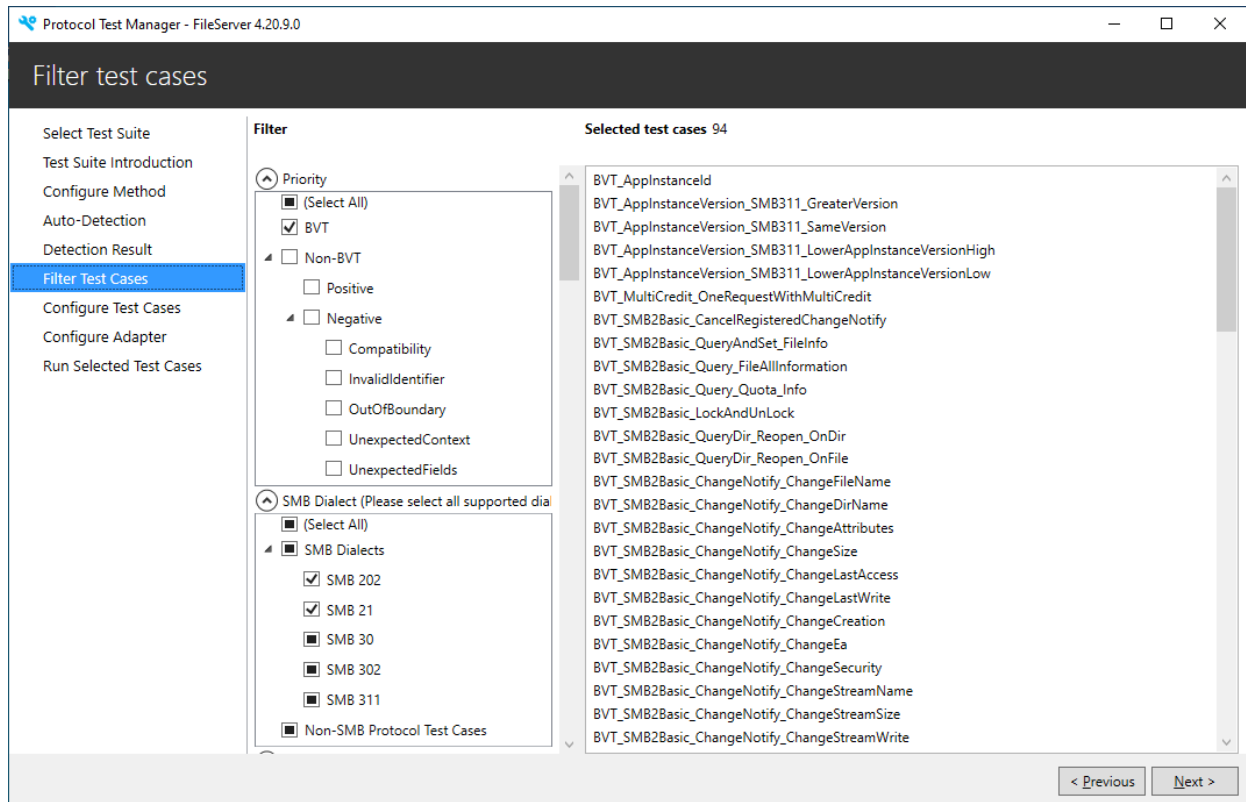 Protocol Test Manager - FileServer 4.20.9.0
Filter test cases
Select Test Suite
Test Suite Introduction
Configure Method
Auto-Detection
Detection Result
Filter Test Cases
Configure Test Cases
Configure Adapter
Run Selected Test Cases
Filter
Priority
(Select All)
BVT
Non-BVT
Positive
Negative
Compatibility
InvalidIdentifier
OutOfBoundary
UnexpectedContext
UnexpectedFields
SMB Dialect (Please select all supported dial
(Select All)
SMB Dialects
SMB 202
SMB 21
SMB 30
SMB 302
SMB 311
Non-SMB Protocol Test Cases
Selected test cases 94
BVT_AppInstanceId
BVT_AppInstanceVersion_SMB311_GreaterVersion
BVT_AppInstanceVersion_SMB311_SameVersion
BVT_AppInstanceVersion_SMB311_LowerAppInstanceVersionHigh
BVT_AppInstanceVersion_SMB311_LowerAppInstanceVersionLow
BVT_MultiCredit_OneRequestWithMultiCredit
BVT_SMB2Basic_CancelRegisteredChangeNotify
BVT_SMB2Basic_QueryAndSet_FileInfo
BVT_SMB2Basic_Query_FileAllInformation
BVT_SMB2Basic_Query_Quota_Info
BVT_SMB2Basic_LockAndUnLock
BVT_SMB2Basic_QueryDir_Reopen_OnDir
BVT_SMB2Basic_QueryDir_Reopen_OnFile
BVT_SMB2Basic_ChangeNotify_ChangeFileName
BVT_SMB2Basic_ChangeNotify_ChangeDirName
BVT_SMB2Basic_ChangeNotify_ChangeAttributes
BVT_SMB2Basic_ChangeNotify_ChangeSize
BVT_SMB2Basic_ChangeNotify_ChangeLastAccess
BVT_SMB2Basic_ChangeNotify_ChangeLastWrite
BVT_SMB2Basic_ChangeNotify_ChangeCreation
BVT_SMB2Basic_ChangeNotify_ChangeEa
BVT_SMB2Basic_ChangeNotify_ChangeSecurity
BVT_SMB2Basic_ChangeNotify_ChangeStreamName
BVT_SMB2Basic_ChangeNotify_ChangeStreamSize
BVT_SMB2Basic_ChangeNotify_ChangeStreamWrite
< Previous
Next >